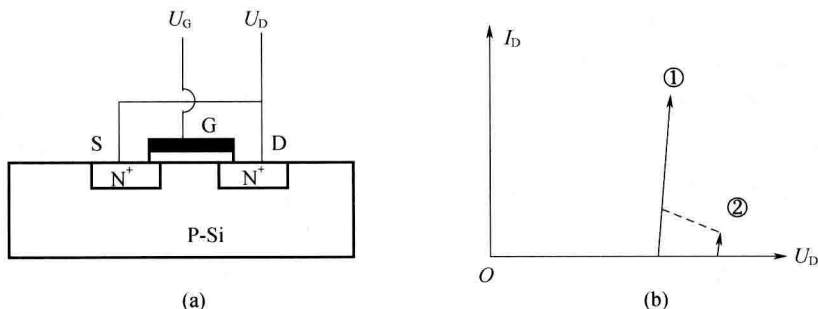 U_G U_D
S G D
N⁺ N⁺
P-Si
(a)
I_D
①
②
O U_D
(b)